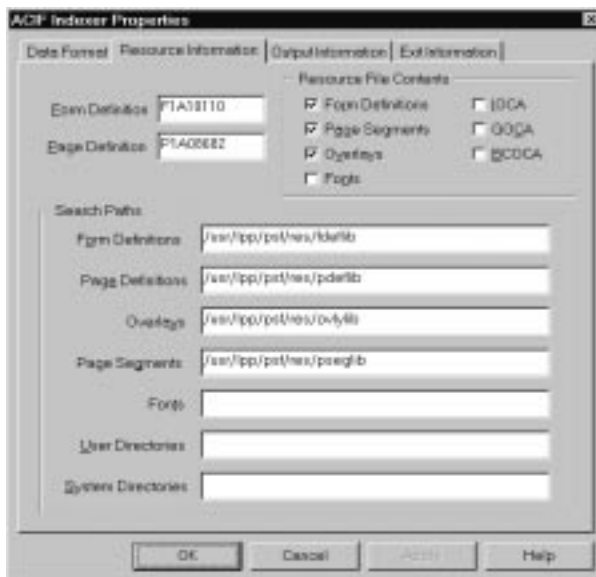 ACIF Indexer Properties
Data Format Resource Information Output Information Exit Information
Resource File Contents
Form Definition F1A10110
Page Definition P1A08682
Form Definitions IOCA
Page Segments GOCA
Overlays BCOCA
Fonts
Search Paths
Form Definitions /usr/lpp/psf/res/fdeflib
Page Definitions /usr/lpp/psf/res/pdeflib
Overlays /usr/lpp/psf/res/ovlylib
Page Segments /usr/lpp/psf/res/pseglib
Fonts
User Directories
System Directories
OK Cancel Apply Help